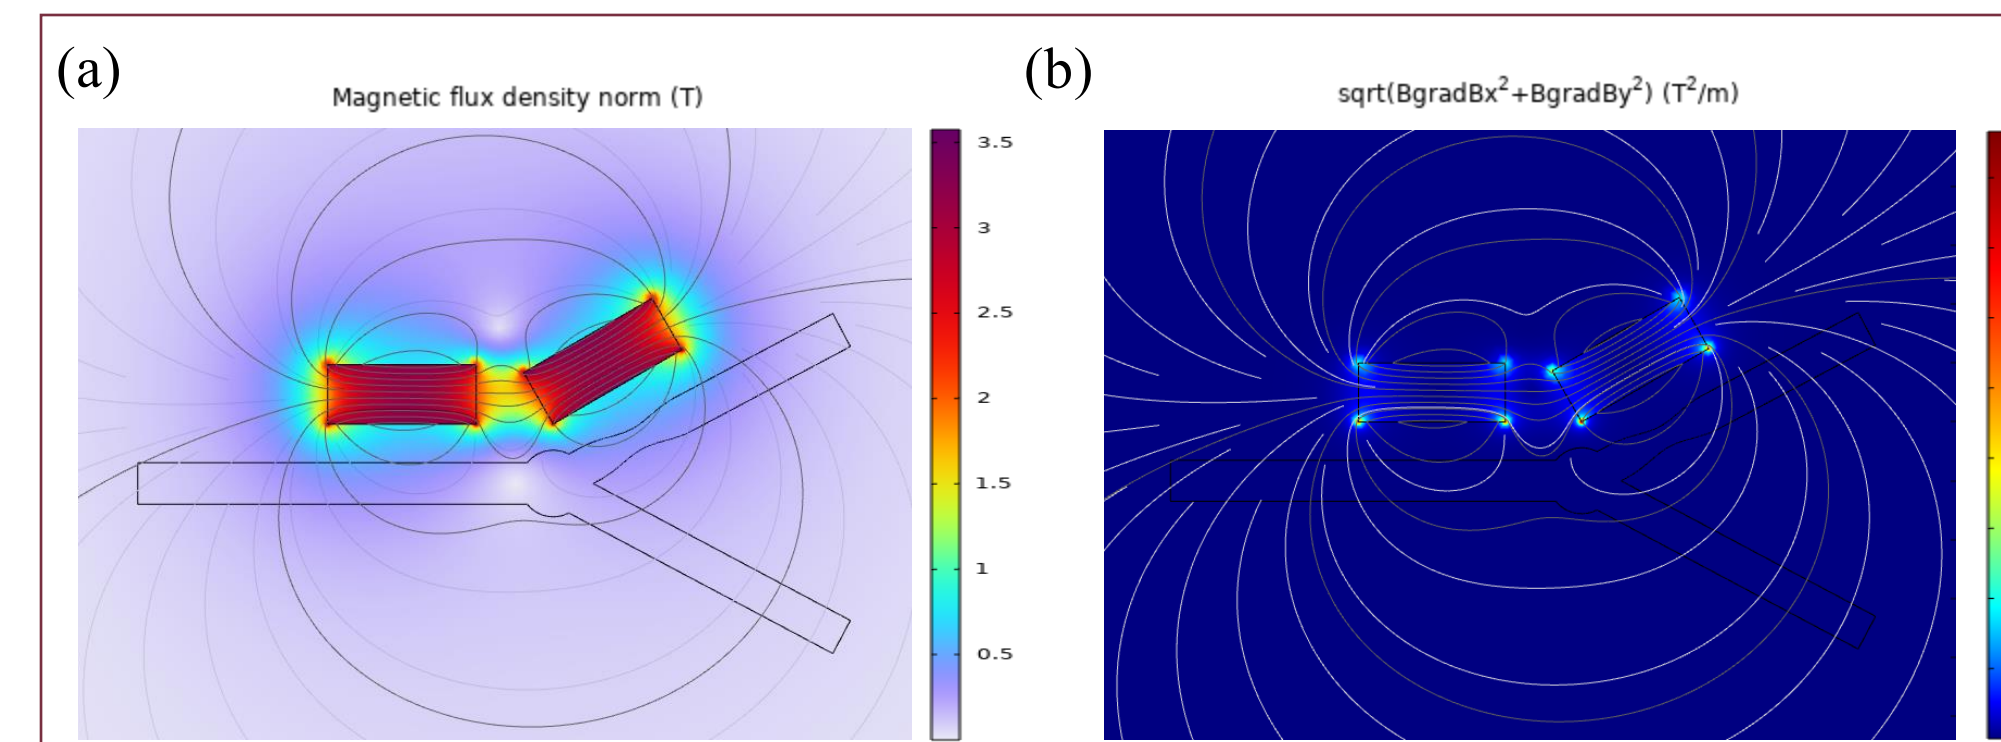 (a)
(b)
Magnetic flux density norm (T)
sqrt(BgradBx²+BgradBy²) (T²/m)
3.5
3
2.5
2
1.5
1
0.5